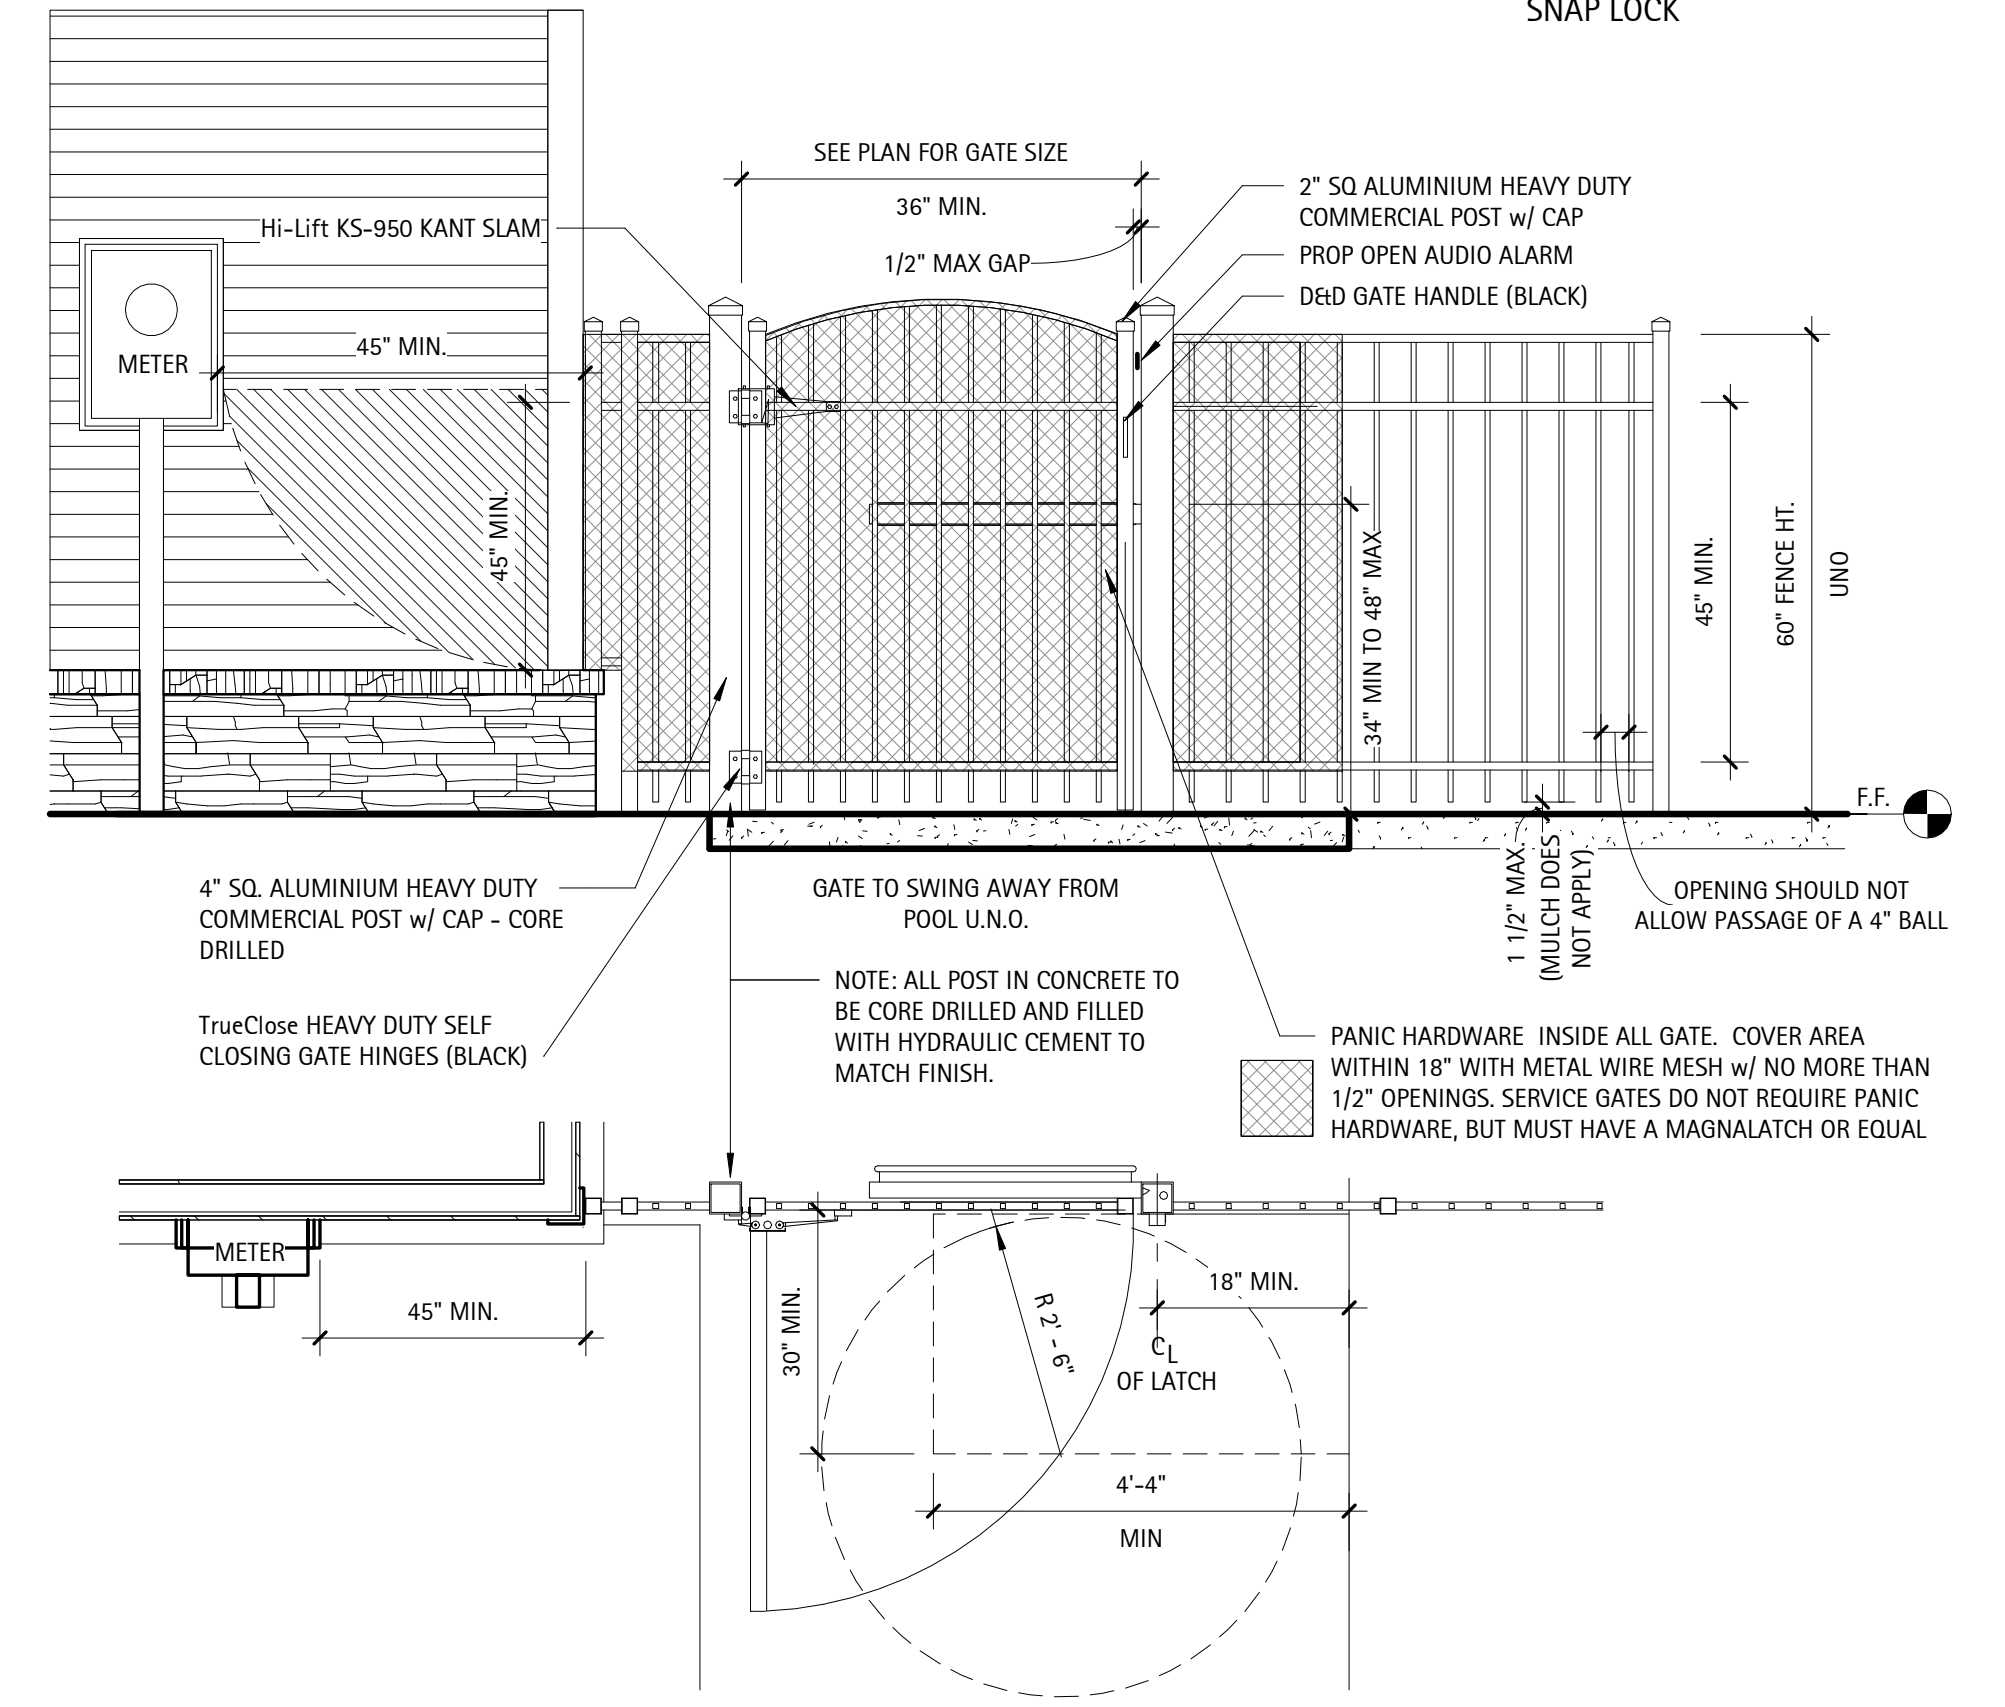 SNAP LOCK
SEE PLAN FOR GATE SIZE
36" MIN.
1/2" MAX GAP
Hi-Lift KS-950 KANT SLAM
2" SQ ALUMINIUM HEAVY DUTY
COMMERCIAL POST w/ CAP
PROP OPEN AUDIO ALARM
D&D GATE HANDLE (BLACK)
METER
45" MIN.
45" MIN.
34" MIN TO 48" MAX
45" MIN.
60" FENCE HT.
UNO
F.F.
4" SQ. ALUMINIUM HEAVY DUTY
COMMERCIAL POST w/ CAP - CORE
DRILLED
GATE TO SWING AWAY FROM
POOL U.N.O.
1 1/2" MAX.
(MULCH DOES
NOT APPLY)
OPENING SHOULD NOT
ALLOW PASSAGE OF A 4" BALL
NOTE: ALL POST IN CONCRETE TO
BE CORE DRILLED AND FILLED
WITH HYDRAULIC CEMENT TO
MATCH FINISH.
TrueClose HEAVY DUTY SELF
CLOSING GATE HINGES (BLACK)
PANIC HARDWARE  INSIDE ALL GATE.  COVER AREA
WITHIN 18" WITH METAL WIRE MESH w/ NO MORE THAN
1/2" OPENINGS. SERVICE GATES DO NOT REQUIRE PANIC
HARDWARE, BUT MUST HAVE A MAGNALATCH OR EQUAL
METER
45" MIN.
30" MIN.
R 2' - 6"
18" MIN.
CL
OF LATCH
4'-4"
MIN